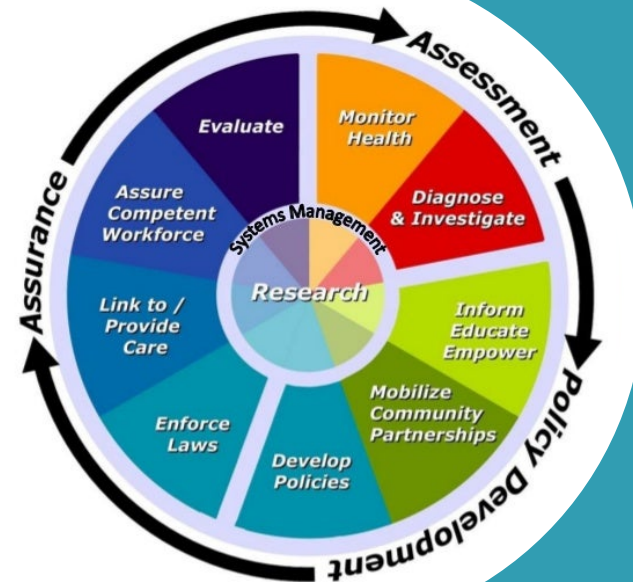 Assessment
Monitor
Health
Diagnose
& Investigate
Policy Development
Inform
Educate
Empower
Mobilize
Community
Partnerships
Develop
Policies
Assurance
Enforce
Laws
Link to /
Provide
Care
Assure
Competent
Workforce
Evaluate
Systems Management
Research